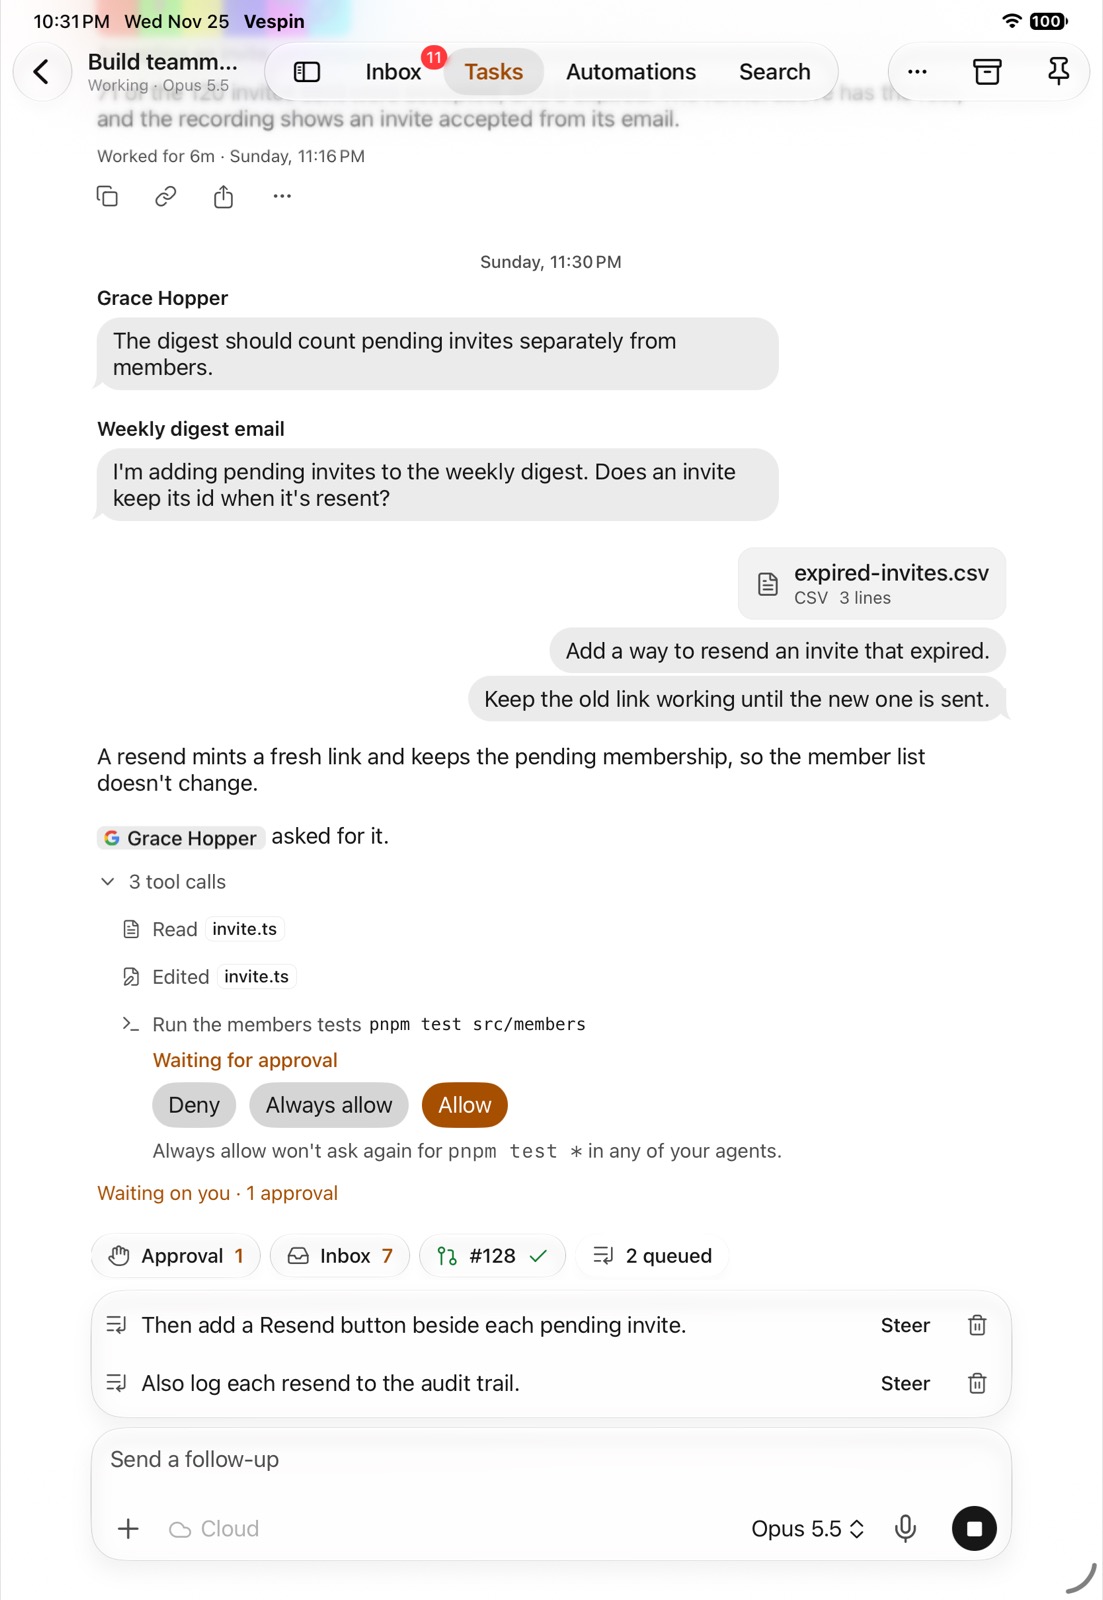 10:31 PM Wed Nov 25 Vespin
100
Build teamm...
Working · Opus 5.5
Inbox 11
Tasks
Automations
Search
and the recording shows an invite accepted from its email.
Worked for 6m · Sunday, 11:16 PM
Sunday, 11:30 PM
Grace Hopper
The digest should count pending invites separately from
members.
Weekly digest email
I'm adding pending invites to the weekly digest. Does an invite
keep its id when it's resent?
expired-invites.csv
CSV 3 lines
Add a way to resend an invite that expired.
Keep the old link working until the new one is sent.
A resend mints a fresh link and keeps the pending membership, so the member list
doesn't change.
Grace Hopper asked for it.
3 tool calls
Read invite.ts
Edited invite.ts
Run the members tests pnpm test src/members
Waiting for approval
Deny
Always allow
Allow
Always allow won't ask again for pnpm test * in any of your agents.
Waiting on you · 1 approval
Approval 1
Inbox 7
#128
2 queued
Then add a Resend button beside each pending invite.
Steer
Also log each resend to the audit trail.
Steer
Send a follow-up
Cloud
Opus 5.5